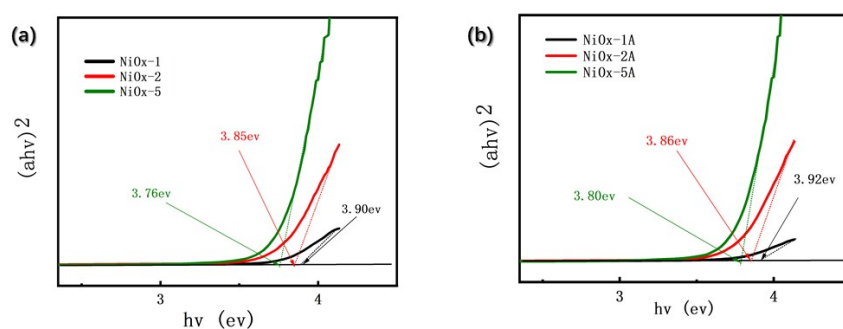 (a)
NiOx-1
NiOx-2
NiOx-5
(ahv)2
3.85ev
3.76ev
3.90ev
3
4
hv (ev)
(b)
NiOx-1A
NiOx-2A
NiOx-5A
(ahv)2
3.86ev
3.92ev
3.80ev
3
4
hv (ev)